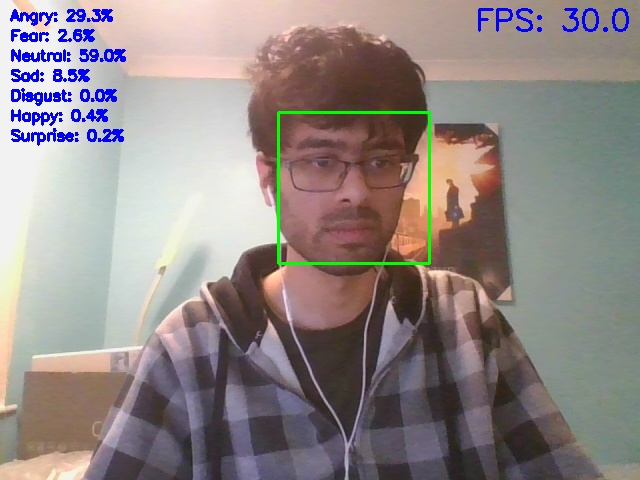 Angry: 29.3%
Fear: 2.6%
Neutral: 59.0%
Sad: 8.5%
Disgust: 0.0%
Happy: 0.4%
Surprise: 0.2%
FPS: 30.0